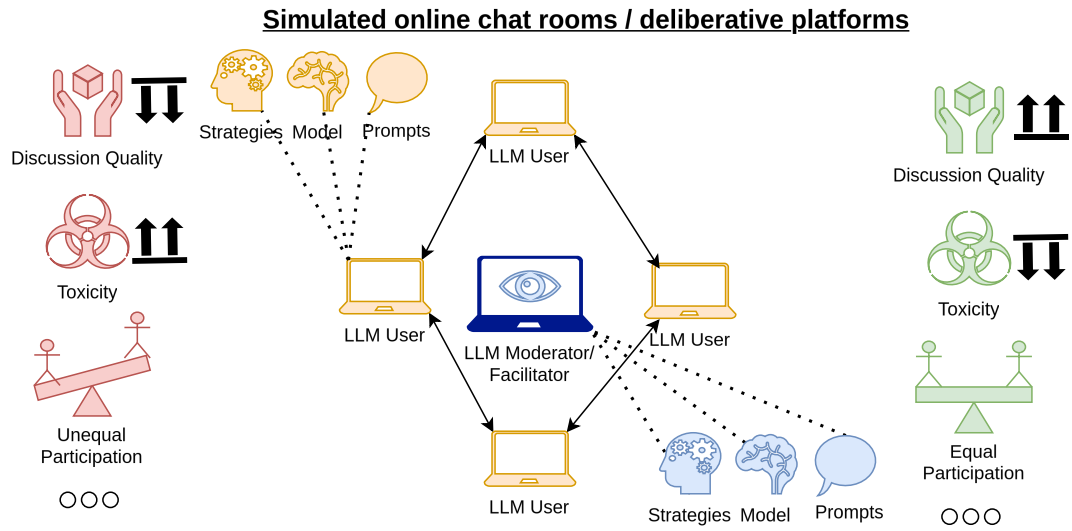 Simulated online chat rooms / deliberative platforms
Strategies
Model
Prompts
Discussion Quality
Toxicity
Unequal
Participation
LLM User
LLM User
LLM Moderator/
Facilitator
LLM User
LLM User
Strategies
Model
Prompts
Discussion Quality
Toxicity
Equal
Participation